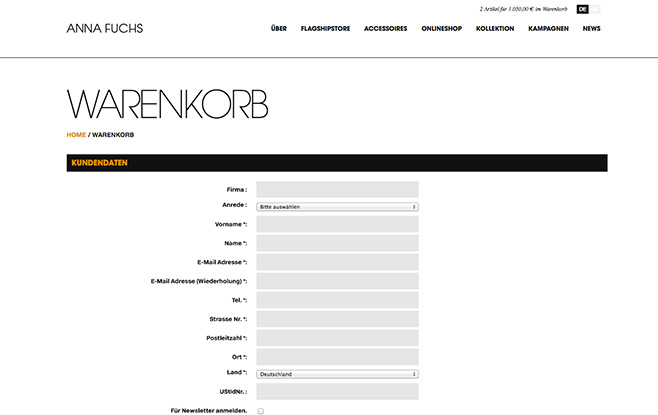 2 Artikel für 1.050,00 € im Warenkorb DE
ANNA FUCHS
ÜBER FLAGSHIPSTORE ACCESSOIRES ONLINESHOP KOLLEKTION KAMPAGNEN NEWS
WARENKORB
HOME / WARENKORB
KUNDENDATEN
Firma :
Anrede : Bitte auswählen
Vorname *:
Name *:
E-Mail Adresse *:
E-Mail Adresse (Wiederholung) *:
Tel. *:
Strasse Nr. *:
Postleitzahl *:
Ort *:
Land *: Deutschland
UStIdNr. :
Für Newsletter anmelden.